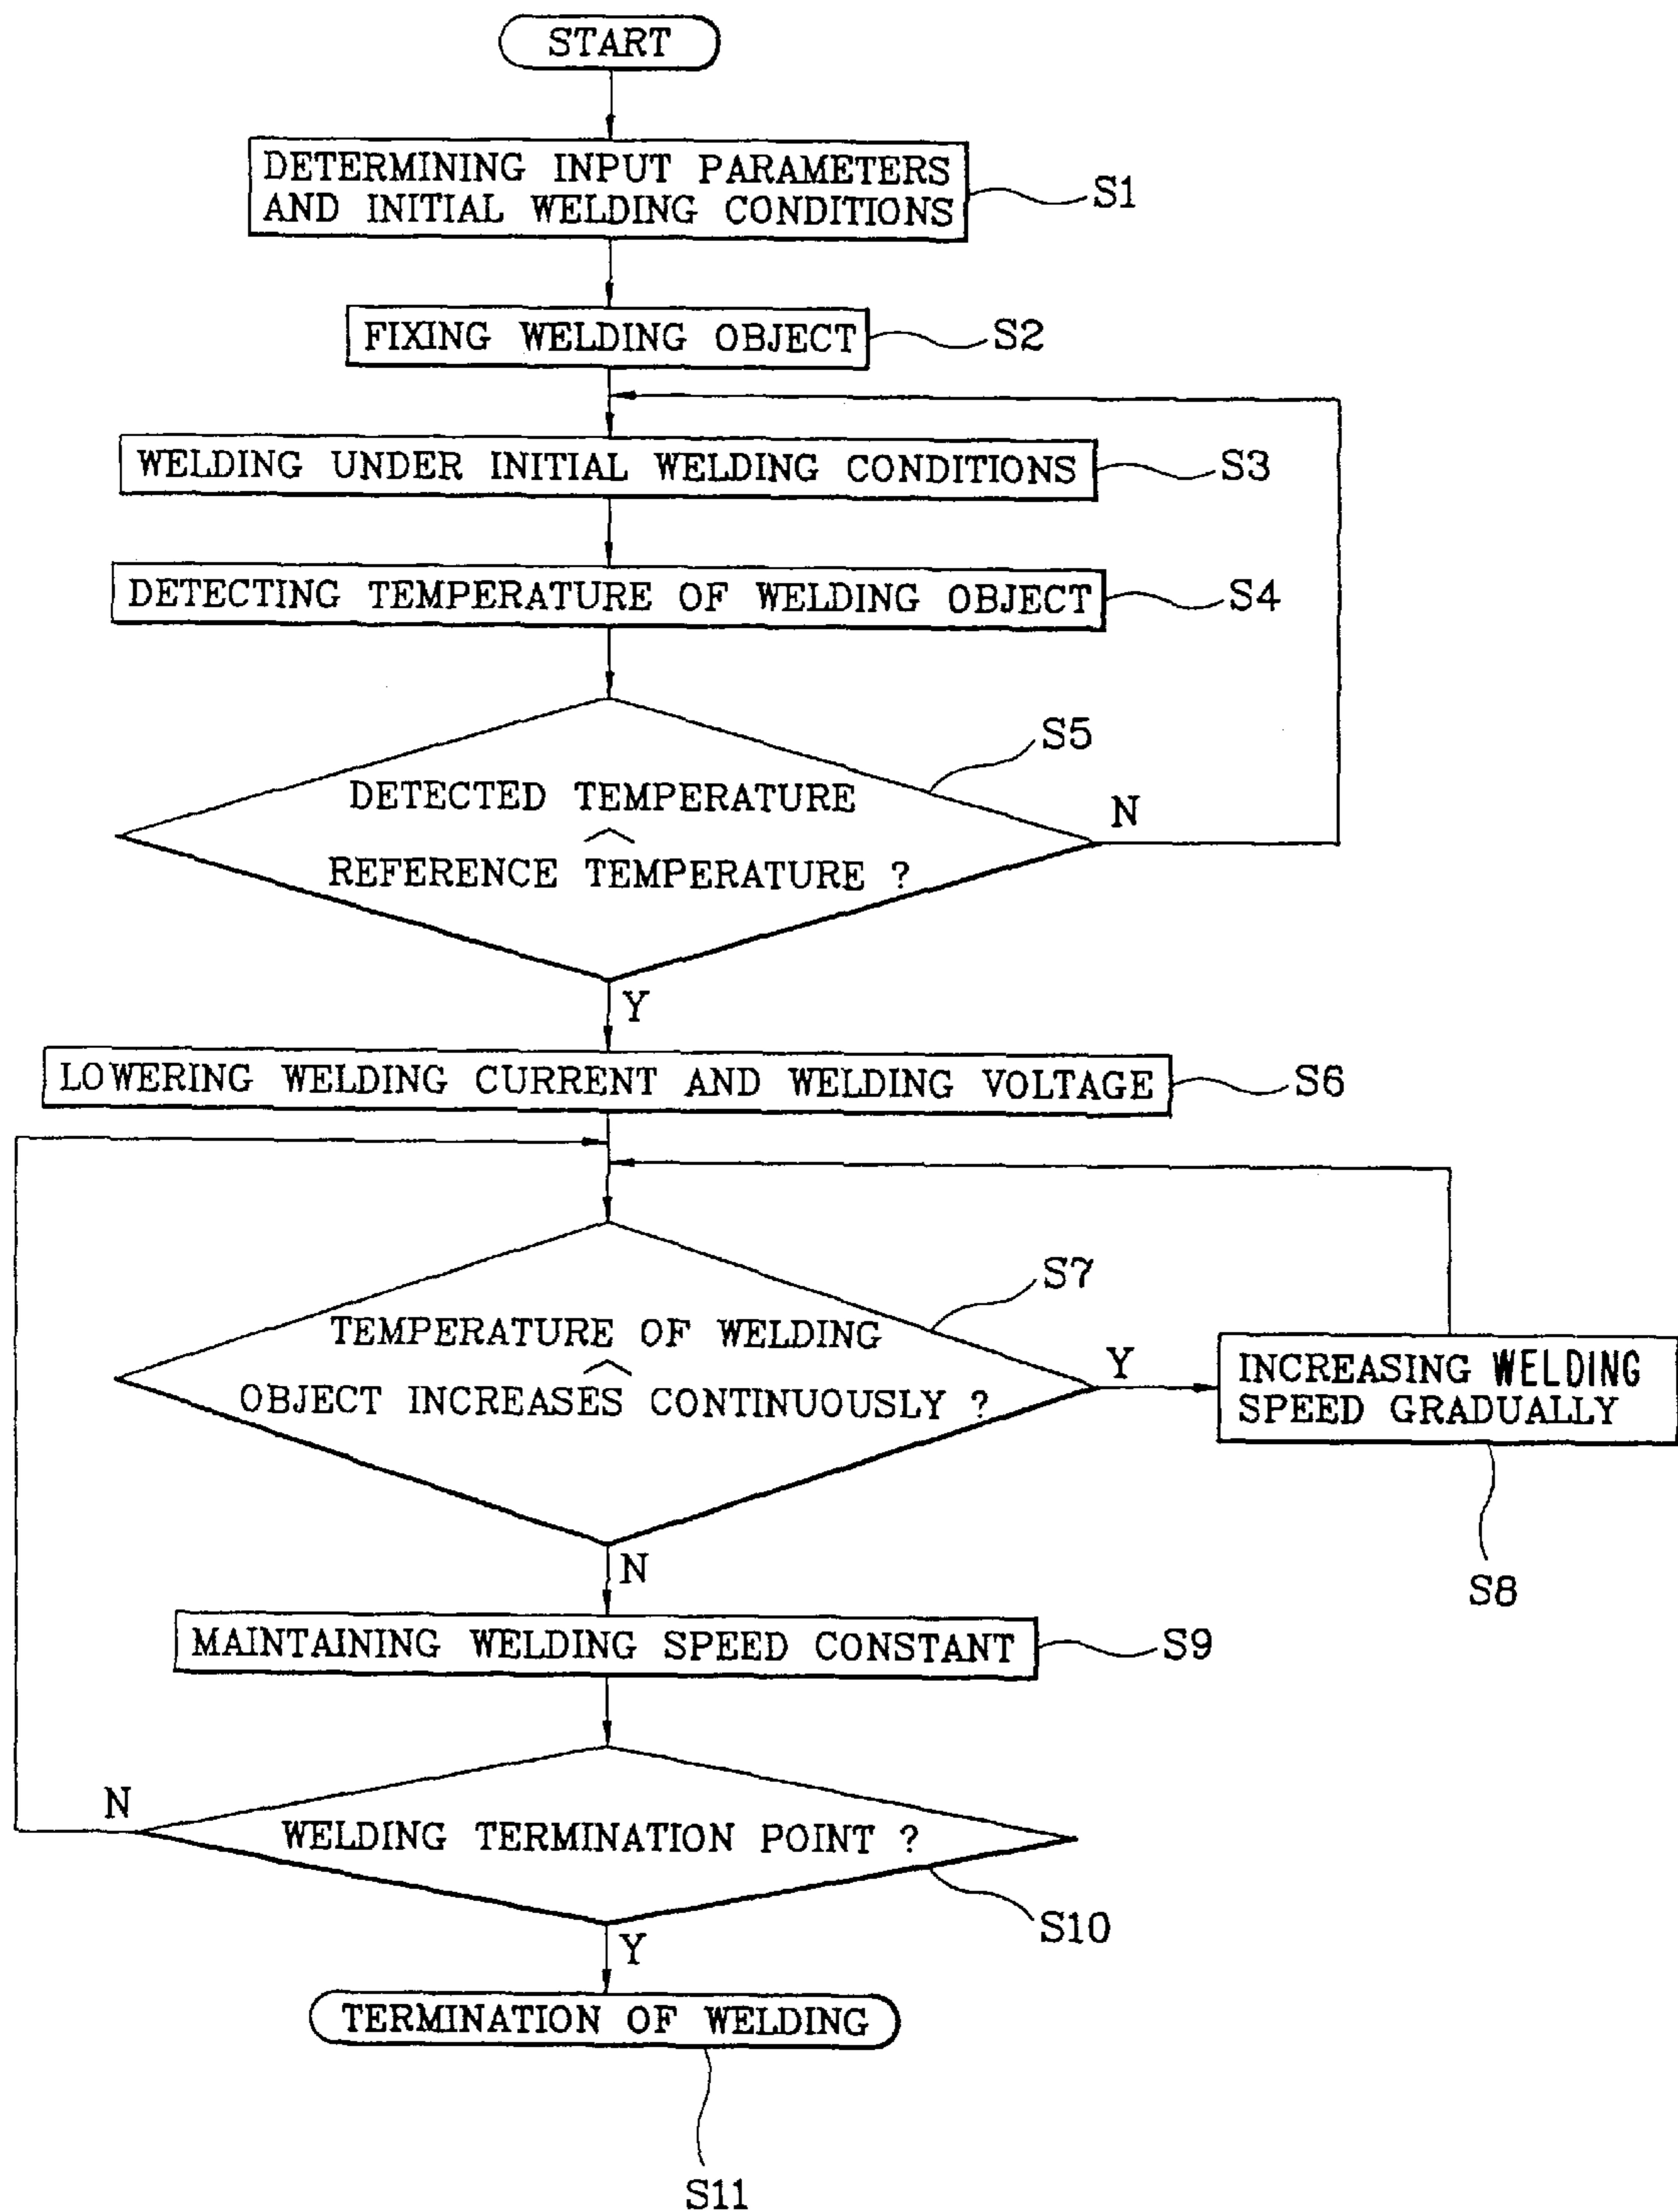 START
DETERMINING INPUT PARAMETERS
AND INITIAL WELDING CONDITIONS
S1
FIXING WELDING OBJECT
S2
WELDING UNDER INITIAL WELDING CONDITIONS
S3
DETECTING TEMPERATURE OF WELDING OBJECT
S4
S5
DETECTED TEMPERATURE
REFERENCE TEMPERATURE ?
N
Y
LOWERING WELDING CURRENT AND WELDING VOLTAGE
S6
S7
TEMPERATURE OF WELDING
OBJECT INCREASES CONTINUOUSLY ?
Y
INCREASING WELDING
SPEED GRADUALLY
S8
N
MAINTAINING WELDING SPEED CONSTANT
S9
N
WELDING TERMINATION POINT ?
S10
Y
TERMINATION OF WELDING
S11